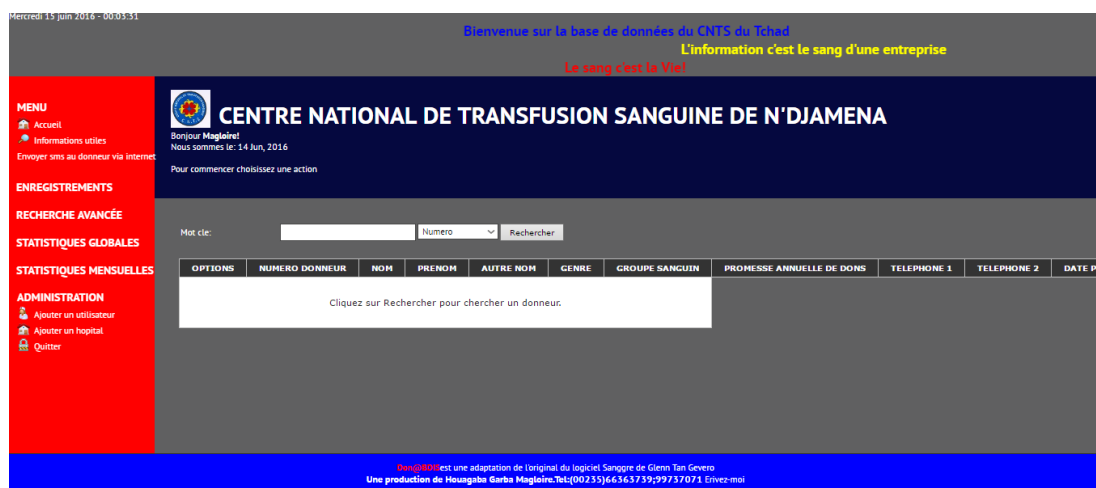 Mercredi 15 juin 2016 - 00:03:31
Bienvenue sur la base de données du CNTS du Tchad
L'information c'est le sang d'une entreprise
Le sang c'est la Vie!
MENU
Accueil
Informations utiles
Envoyer sms au donneur via internet
ENREGISTREMENTS
RECHERCHE AVANCÉE
STATISTIQUES GLOBALES
STATISTIQUES MENSUELLES
ADMINISTRATION
Ajouter un utilisateur
Ajouter un hopital
Quitter
CENTRE NATIONAL DE TRANSFUSION SANGUINE DE N'DJAMENA
Bonjour Magloire!
Nous sommes le: 14 Jun, 2016
Pour commencer choisissez une action
Mot cle: Numero Rechercher
OPTIONS NUMERO DONNEUR NOM PRENOM AUTRE NOM GENRE GROUPE SANGUIN PROMESSE ANNUELLE DE DONS TELEPHONE 1 TELEPHONE 2 DATE P
Cliquez sur Rechercher pour chercher un donneur.
est une adaptation de l'original du logiciel Sanggre de Glenn Tan Gevero
Une production de Houagaba Garba Magloire.Tel:(00235)66363739;99737071 Erivez-moi